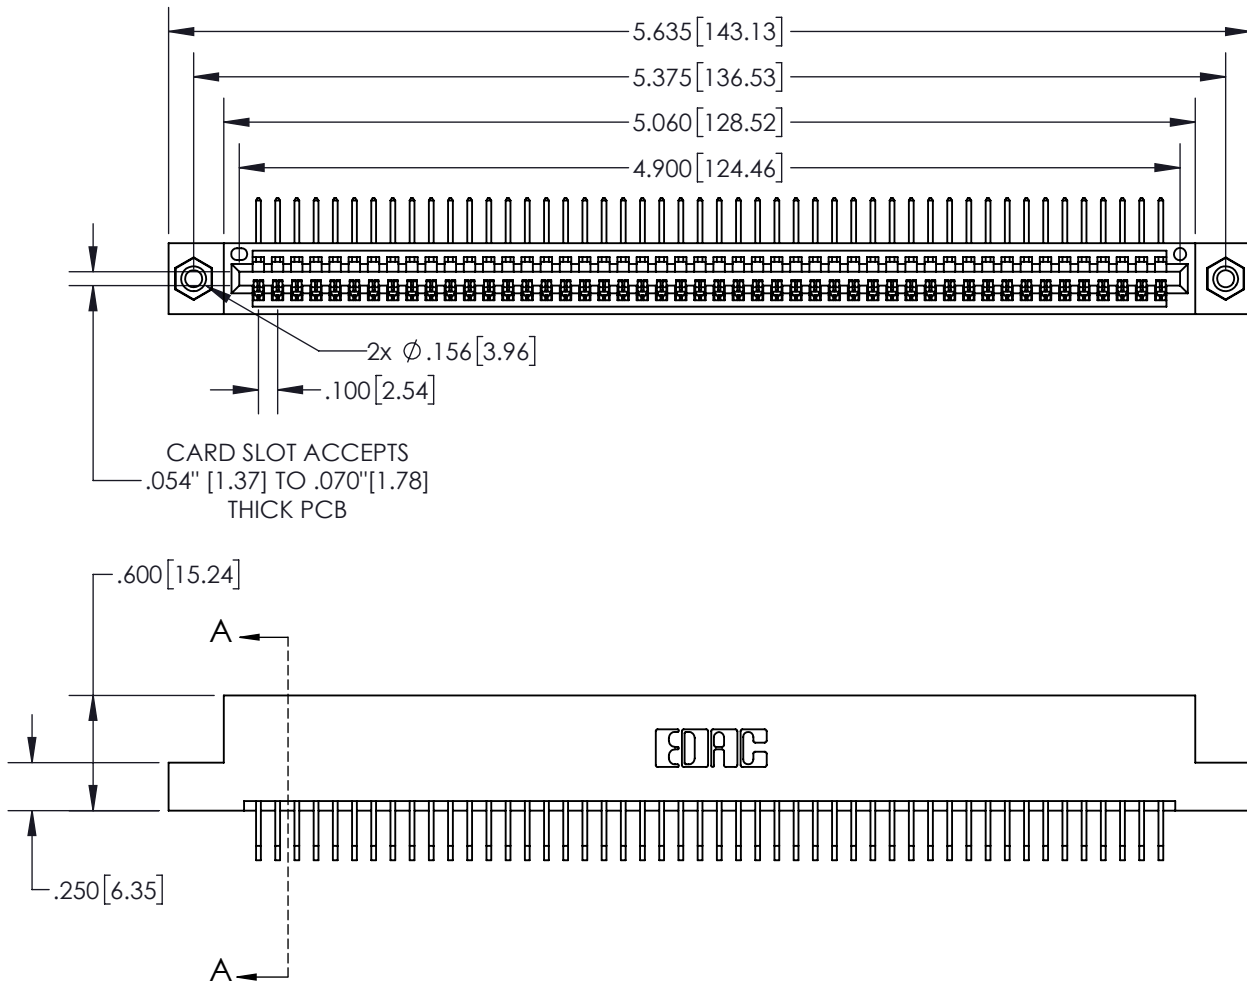 5.635[143.13]
5.375[136.53]
5.060[128.52]
4.900[124.46]
2x Ø.156[3.96]
.100[2.54]
CARD SLOT ACCEPTS
.054" [1.37] TO .070"[1.78]
THICK PCB
.600[15.24]
A
EDAC
.250[6.35]
A